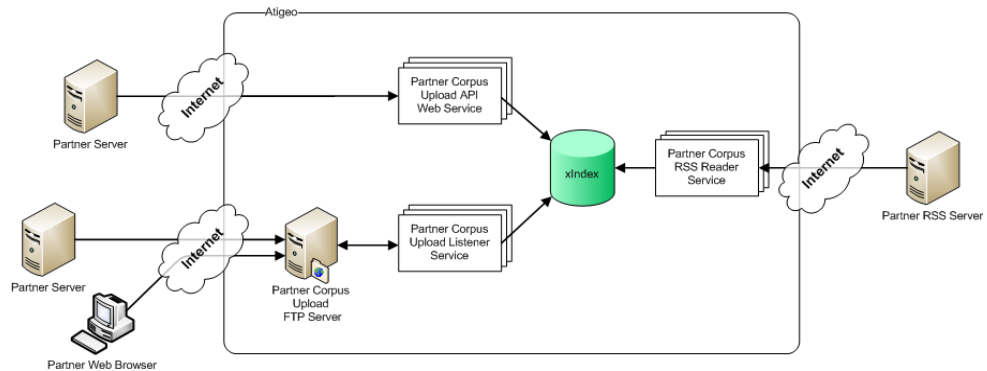 Atigeo
Partner Server
Internet
Partner Corpus
Upload API
Web Service
xIndex
Partner Corpus
RSS Reader
Service
Internet
Partner RSS Server
Partner Server
Internet
Partner Corpus
Upload
FTP Server
Partner Corpus
Upload Listener
Service
Partner Web Browser